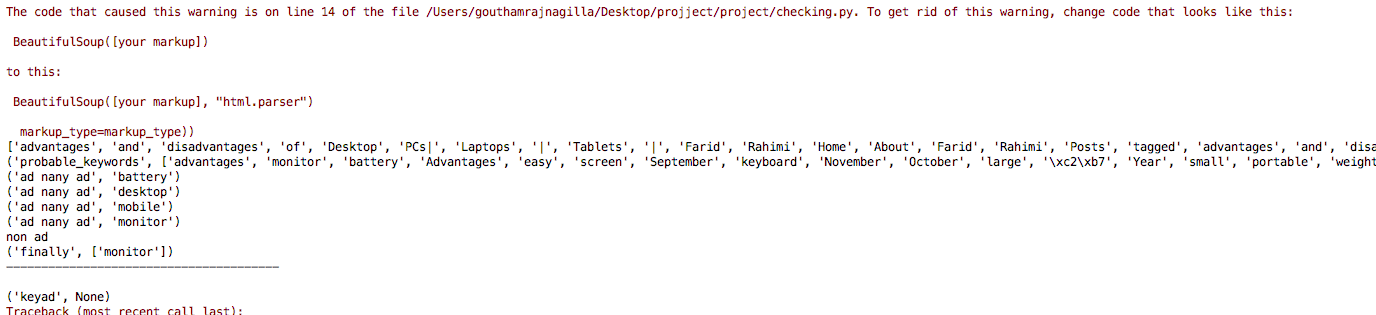 The code that caused this warning is on line 14 of the file /Users/gouthamrajnagilla/Desktop/projject/project/checking.py. To get rid of this warning, change code that looks like this:
BeautifulSoup([your markup])
to this:
BeautifulSoup([your markup], "html.parser")
markup_type=markup_type))
['advantages', 'and', 'disadvantages', 'of', 'Desktop', 'PCs|', 'Laptops', '|', 'Tablets', '|', 'Farid', 'Rahimi', 'Home', 'About', 'Farid', 'Rahimi', 'Posts', 'tagged', 'advantages', 'and', 'disa
('probable_keywords', ['advantages', 'monitor', 'battery', 'Advantages', 'easy', 'screen', 'September', 'keyboard', 'November', 'October', 'large', '\xc2\xb7', 'Year', 'small', 'portable', 'weight
('ad nany ad', 'battery')
('ad nany ad', 'desktop')
('ad nany ad', 'mobile')
('ad nany ad', 'monitor')
non ad
('finally', ['monitor'])
_______________________________________
('keyad', None)
Traceback (most recent call last):